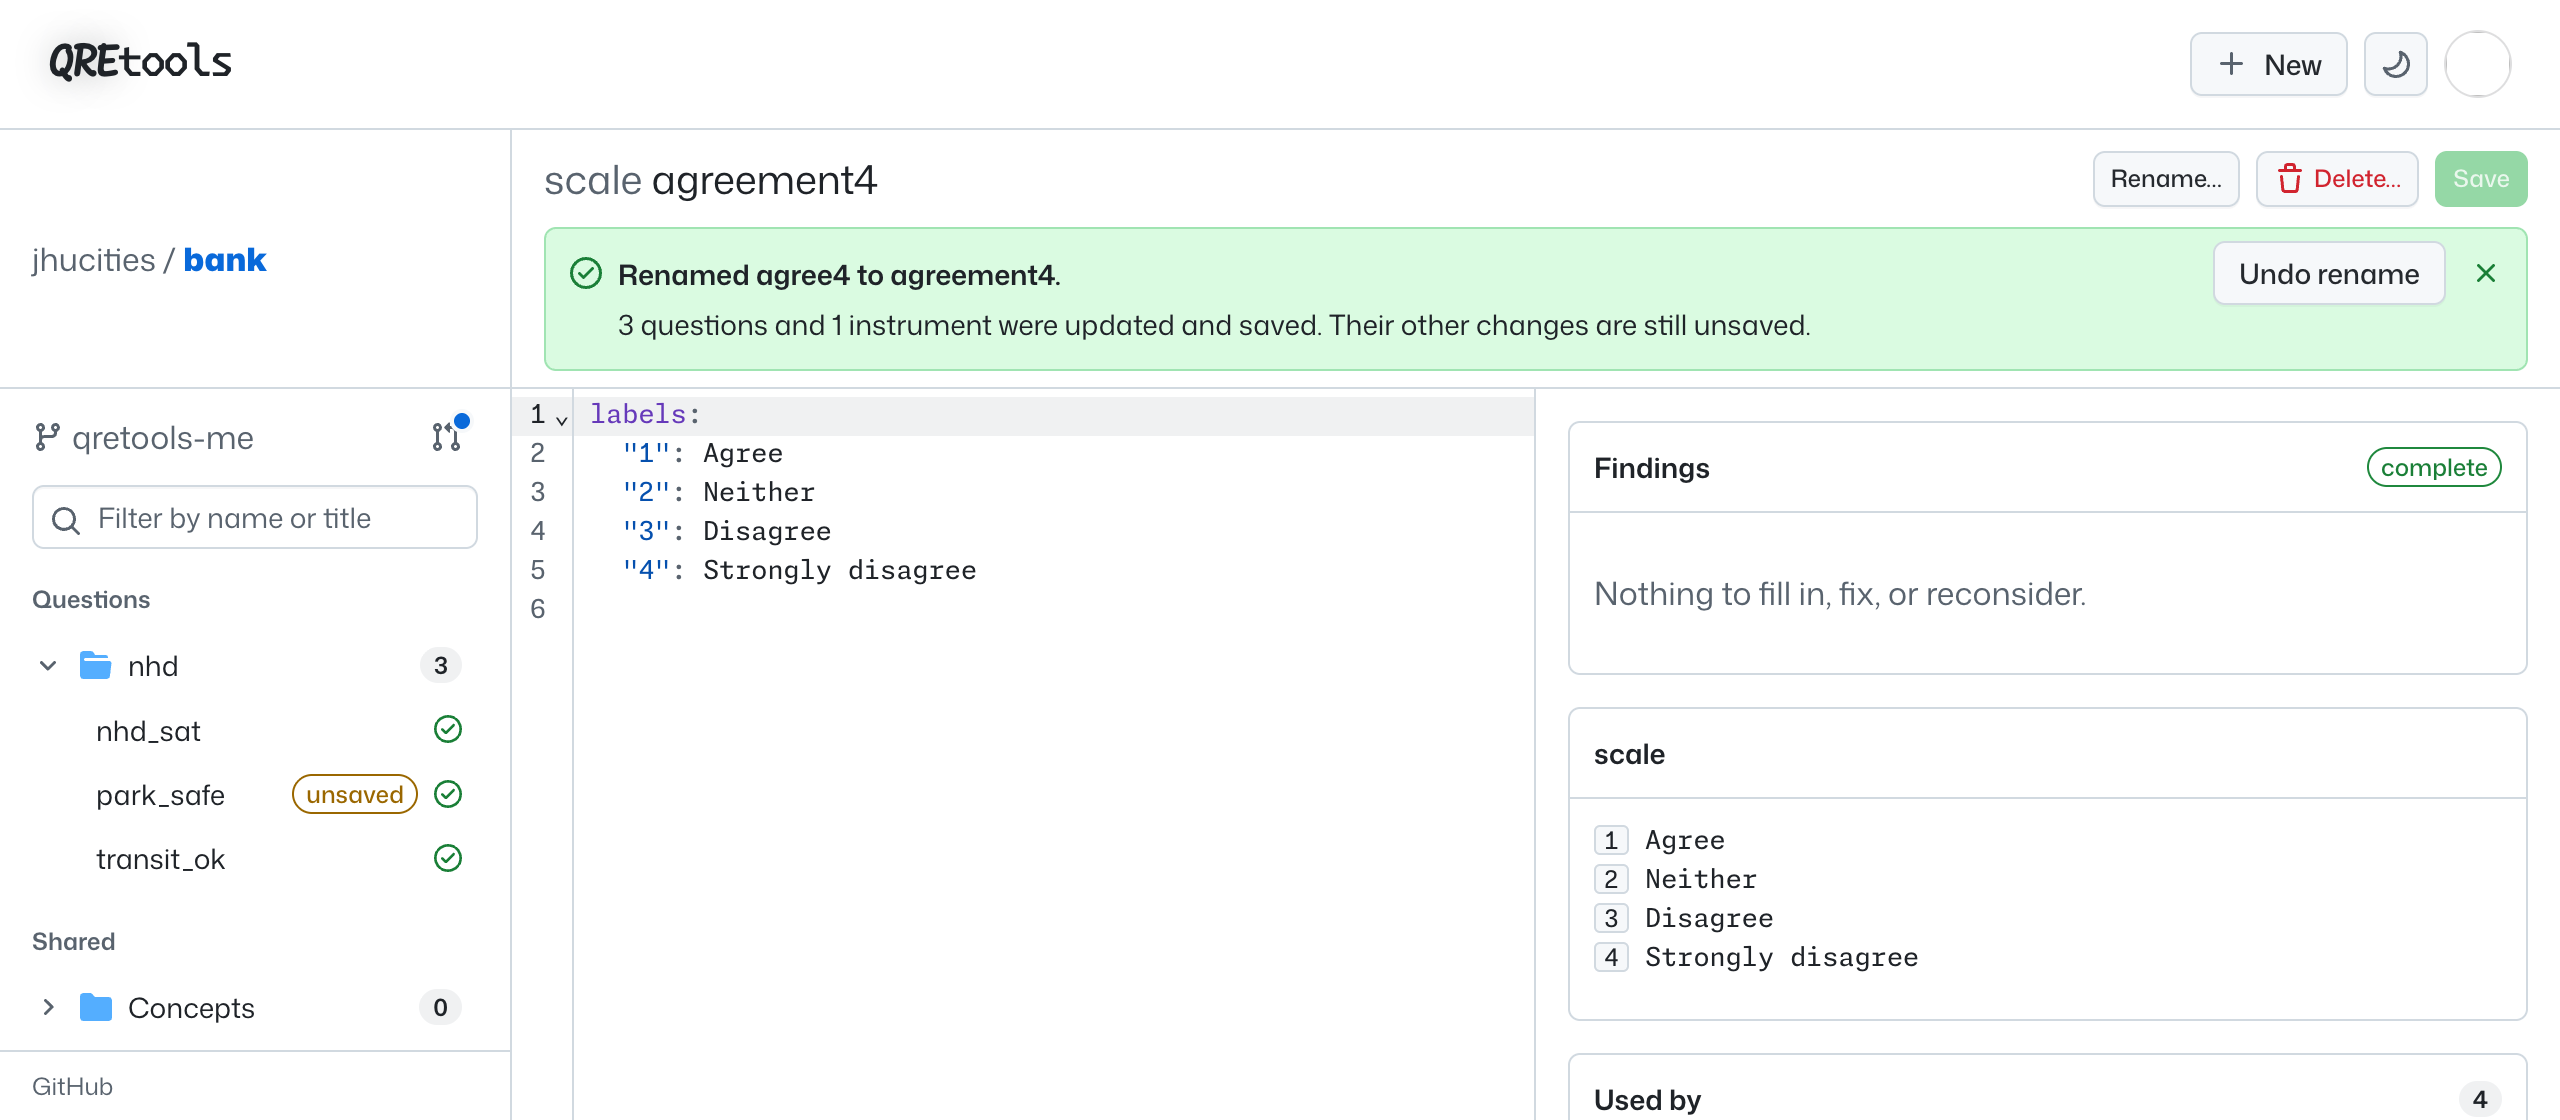 QREtools
New
jhucities / bank
scale agreement4
Rename...
Delete...
Save
Renamed agree4 to agreement4.
3 questions and 1 instrument were updated and saved. Their other changes are still unsaved.
Undo rename
qretools-me
Filter by name or title
Questions
nhd 3
nhd_sat
park_safe unsaved
transit_ok
Shared
Concepts 0
GitHub
1 labels:
2 "1": Agree
3 "2": Neither
4 "3": Disagree
5 "4": Strongly disagree
6
Findings complete
Nothing to fill in, fix, or reconsider.
scale
1 Agree
2 Neither
3 Disagree
4 Strongly disagree
Used by 4